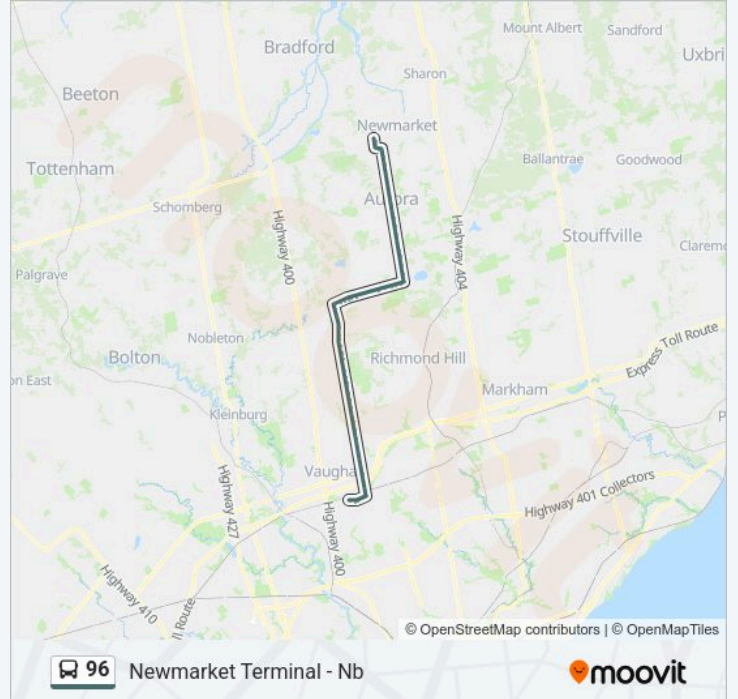 Mount Albert
Sandford
Bradford
Uxbri
Sharon
Beeton
Newmarket
Tottenham
Ballantrae
Goodwood
Aurora
Schomberg
Highway 400
Highway 404
Stouffville
Claremo
Palgrave
Nobleton
Bolton
Richmond Hill
Express Toll Route
on East
Markham
Kleinburg
P
Vaugha
Highway 427
Highway 400
Highway 401 Collectors
Highway 410
ll Route
© OpenStreetMap contributors | © OpenMapTiles
96 Newmarket Terminal - Nb
moovit